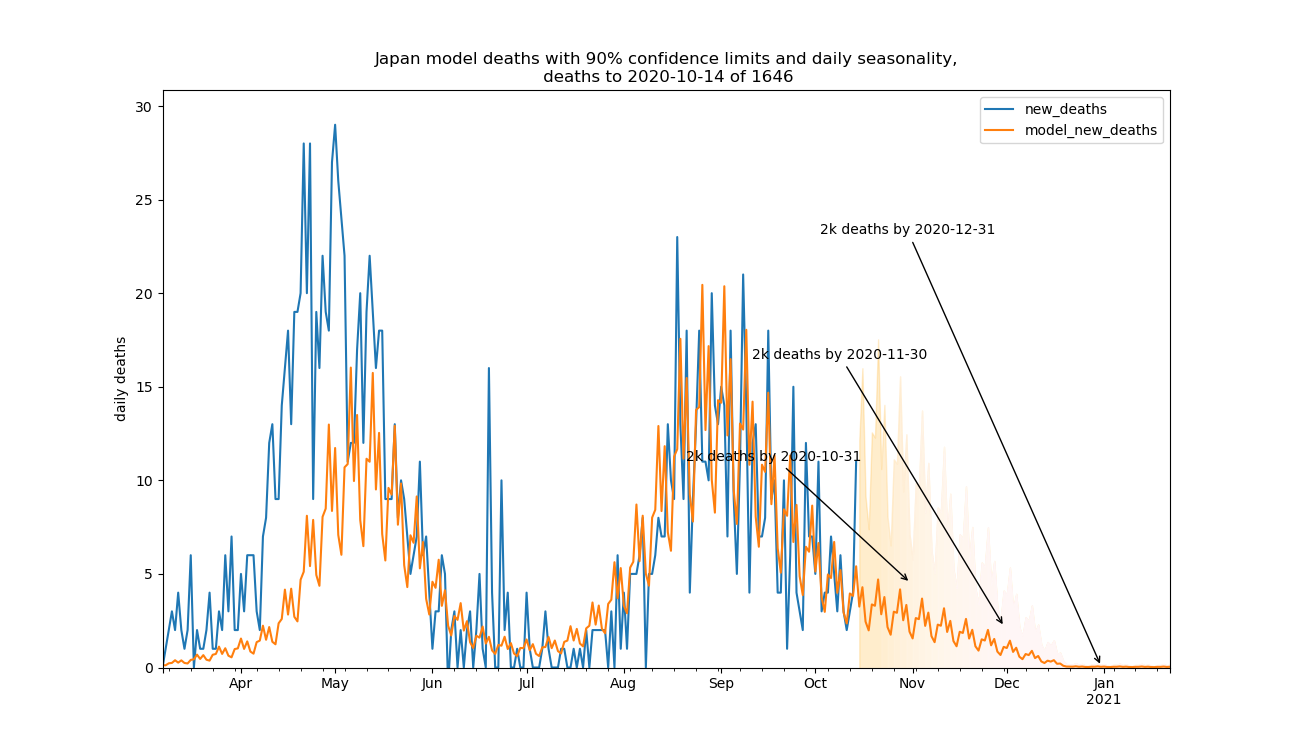 Japan model deaths with 90% confidence limits and daily seasonality,
deaths to 2020-10-14 of 1646
30
25
20
15
10
5
0
daily deaths
new_deaths
model_new_deaths
2k deaths by 2020-12-31
2k deaths by 2020-11-30
2k deaths by 2020-10-31
Apr May Jun Jul Aug Sep Oct Nov Dec Jan
2021